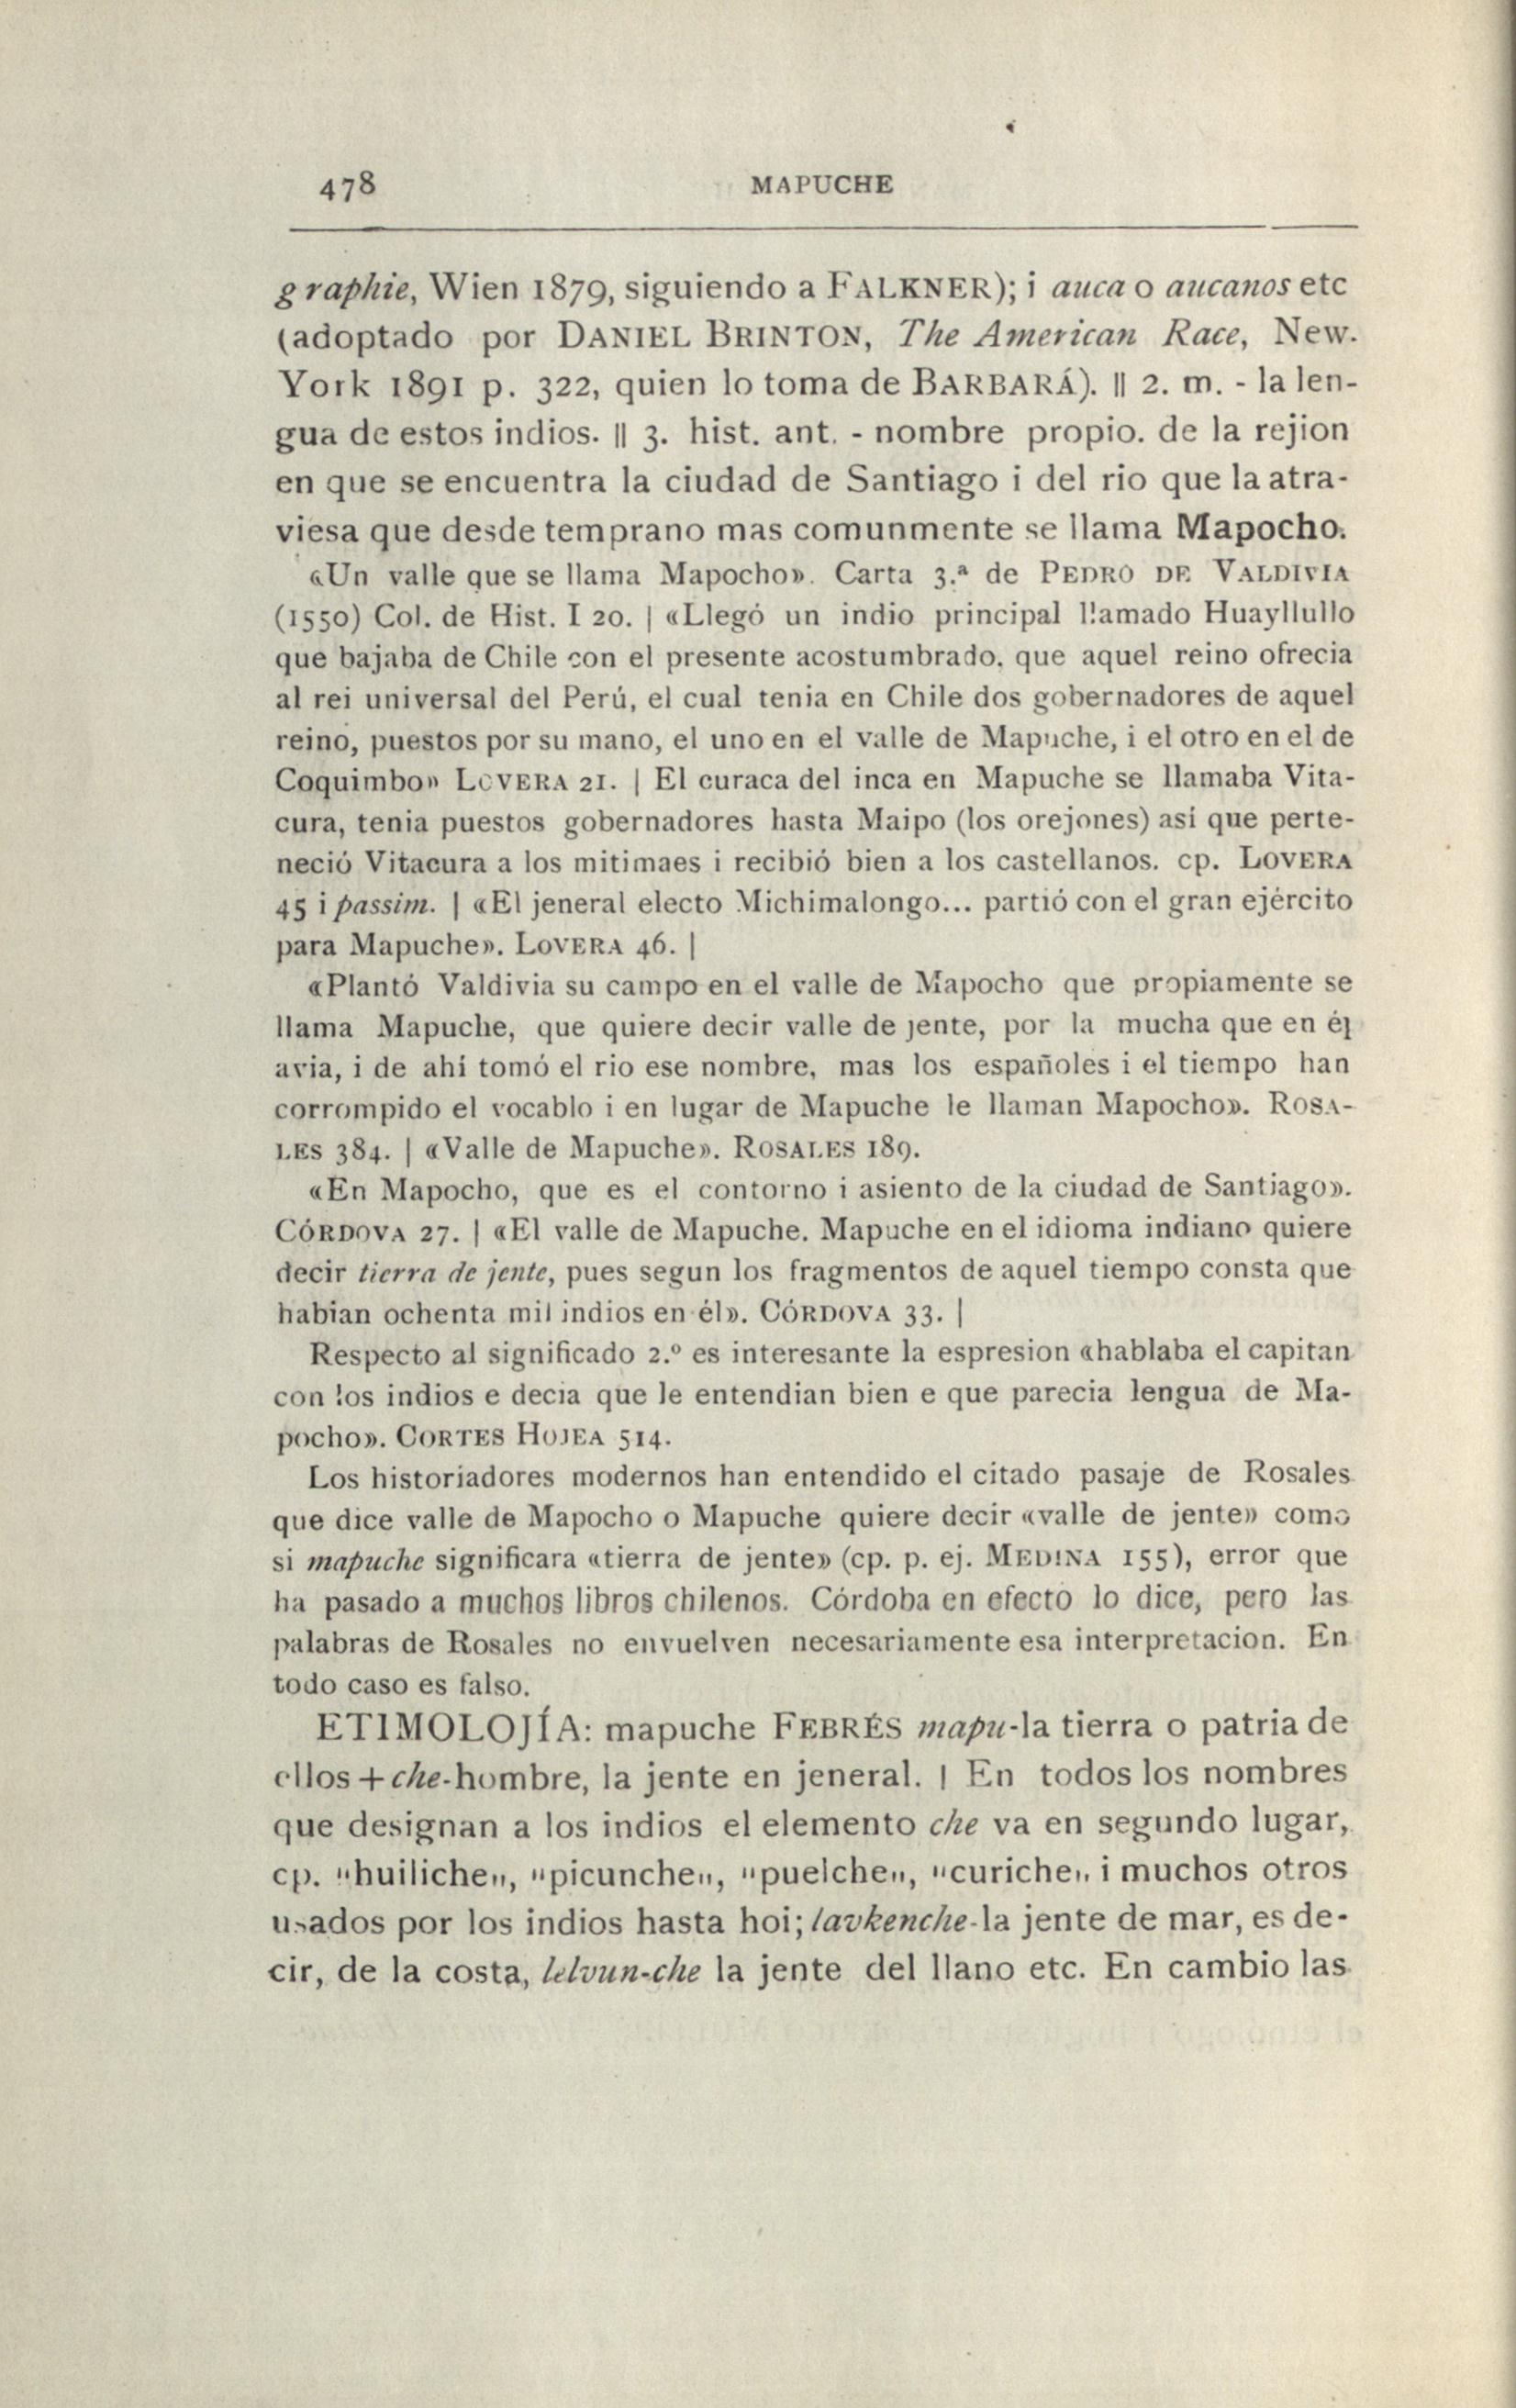 478
MAPUCHE
graphie, Wien 1879, siguiendo a FALKNER); i auca o aucanos etc
(adoptado por DANIEL BRINTON, The American Race, New.
York 1891 p. 322, quien lo toma de BARBARÁ). || 2. m. - la len-
gua de estos indios. || 3. hist. ant. - nombre propio. de la rejion
en que se encuentra la ciudad de Santiago i del rio que la atra-
viesa que desde temprano mas comunmente se llama Mapocho.
«Un valle que se llama Mapocho». Carta 3.ª de PEDRO DE VALDIVIA
(1550) Col. de Hist. I 20. | «Llegó un indio principal llamado Huayllullo
que bajaba de Chile con el presente acostumbrado, que aquel reino ofrecia
al rei universal del Perú, el cual tenia en Chile dos gobernadores de aquel
reino, puestos por su mano, el uno en el valle de Mapuche, i el otro en el de
Coquimbo» LOVERA 21. | El curaca del inca en Mapuche se llamaba Vita-
cura, tenia puestos gobernadores hasta Maipo (los orejones) así que perte-
neció Vitacura a los mitimaes i recibió bien a los castellanos. cp. LOVERA
45 i passim. | «El jeneral electo Michimalongo... partió con el gran ejército
para Mapuche». LOVERA 46. |
«Plantó Valdivia su campo en el valle de Mapocho que propiamente se
llama Mapuche, que quiere decir valle de jente, por la mucha que en él
avia, i de ahí tomó el rio ese nombre, mas los españoles i el tiempo han
corrompido el vocablo i en lugar de Mapuche le llaman Mapocho». ROSA-
LES 384. | «Valle de Mapuche». ROSALES 189.
«En Mapocho, que es el contorno i asiento de la ciudad de Santiago».
CÓRDOVA 27. | «El valle de Mapuche. Mapuche en el idioma indiano quiere
decir tierra de jente, pues segun los fragmentos de aquel tiempo consta que
habian ochenta mil indios en él». CÓRDOVA 33. |
Respecto al significado 2.º es interesante la espresion «hablaba el capitan
con los indios e decia que le entendian bien e que parecia lengua de Ma-
pocho». CORTES HOJEA 514.
Los historiadores modernos han entendido el citado pasaje de Rosales
que dice valle de Mapocho o Mapuche quiere decir «valle de jente» como
si mapuche significara «tierra de jente» (cp. p. ej. MEDINA 155), error que
ha pasado a muchos libros chilenos. Córdoba en efecto lo dice, pero las
palabras de Rosales no envuelven necesariamente esa interpretacion. En
todo caso es falso.
ETIMOLOJÍA: mapuche FEBRÉS mapu-la tierra o patria de
ellos + che-hombre, la jente en jeneral. | En todos los nombres
que designan a los indios el elemento che va en segundo lugar,
cp. "huiliche", "picunche", "puelche", "curiche" i muchos otros
usados por los indios hasta hoi; lavkenche-la jente de mar, es de-
cir, de la costa, lelvun-che la jente del llano etc. En cambio las